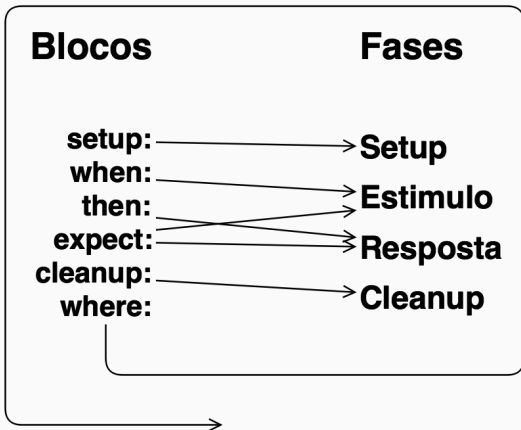 Blocos
Fases
setup:
when:
then:
expect:
cleanup:
where:
Setup
Estimulo
Resposta
Cleanup